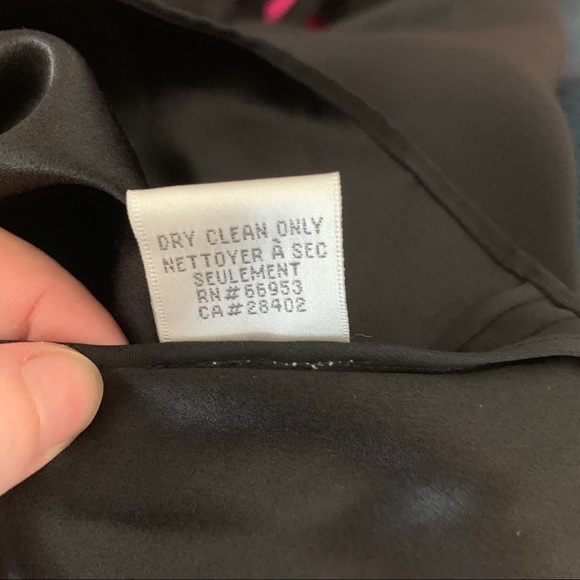 DRY CLEAN ONLY
NETTOYER À SEC
SEULEMENT
RN#66953
CA#28402